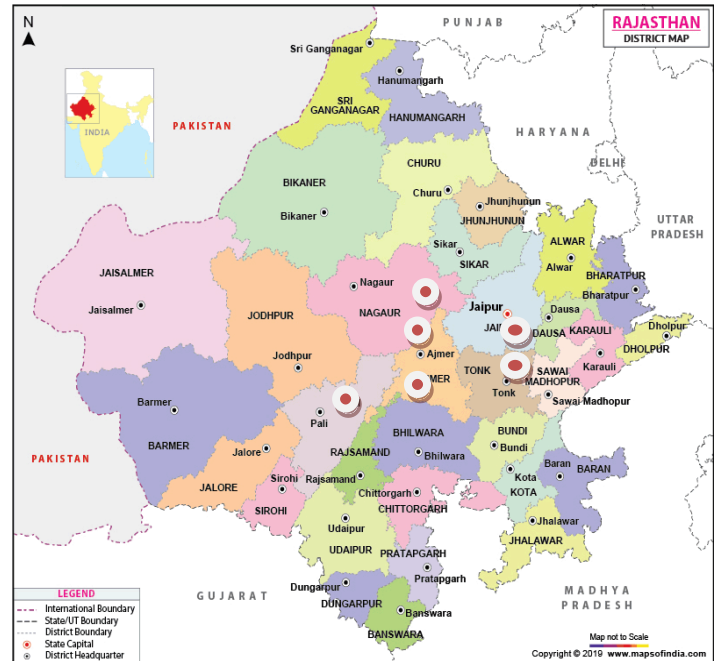 PUNJAB
RAJASTHAN
DISTRICT MAP
N
Sri Ganganagar
Hanumangarh
SRI
GANGANAGAR
HANUMANGARH
INDIA
PAKISTAN
HARYANA
DELHI
CHURU
BIKANER
Churu
Jhunjhunun
JHUNJHUNUN
Bikaner
UTTAR
PRADESH
ALWAR
Sikar
SIKAR
Alwar
JAISALMER
BHARATPUR
Nagaur
Bharatpur
Jaisalmer
JODHPUR
NAGAUR
Jaipur
Dausa
JAI
DAUSA
KARAULI
Dholpur
DHOLPUR
Ajmer
Jodhpur
TONK
SAWAI
MADHOPUR
Karauli
MER
Tonk
Sawai Madhopur
Barmer
Pali
PALI
BHILWARA
BUNDI
BARMER
Bundi
PAKISTAN
Jalore
RAJSAMAND
Bhilwara
Kota
KOTA
Baran
BARAN
Sirohi
Rajsamand
JALORE
Chittorgarh
CHITTORGARH
SIROHI
Udaipur
UDAIPUR
Jhalawar
JHALAWAR
PRATAPGARH
Pratapgarh
Dungarpur
DUNGARPUR
Banswara
BANSWARA
GUJARAT
MADHYA
PRADESH
LEGEND
International Boundary
State/UT Boundary
District Boundary
State Capital
District Headquarter
Map not to Scale
Copyright © 2019 www.mapsofindia.com